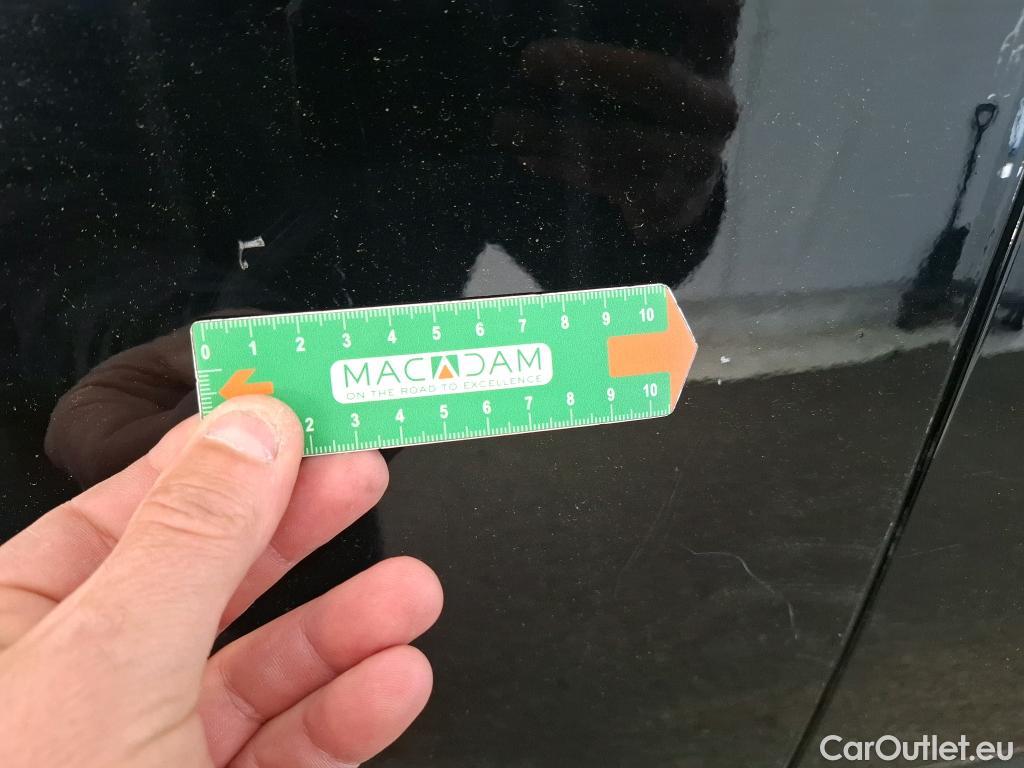 0 1 2 3 4 5 6 7 8 9 10
MACADAM
ON THE ROAD TO EXCELLENCE
2 3 4 5 6 7 8 9 10
CarOutlet.eu